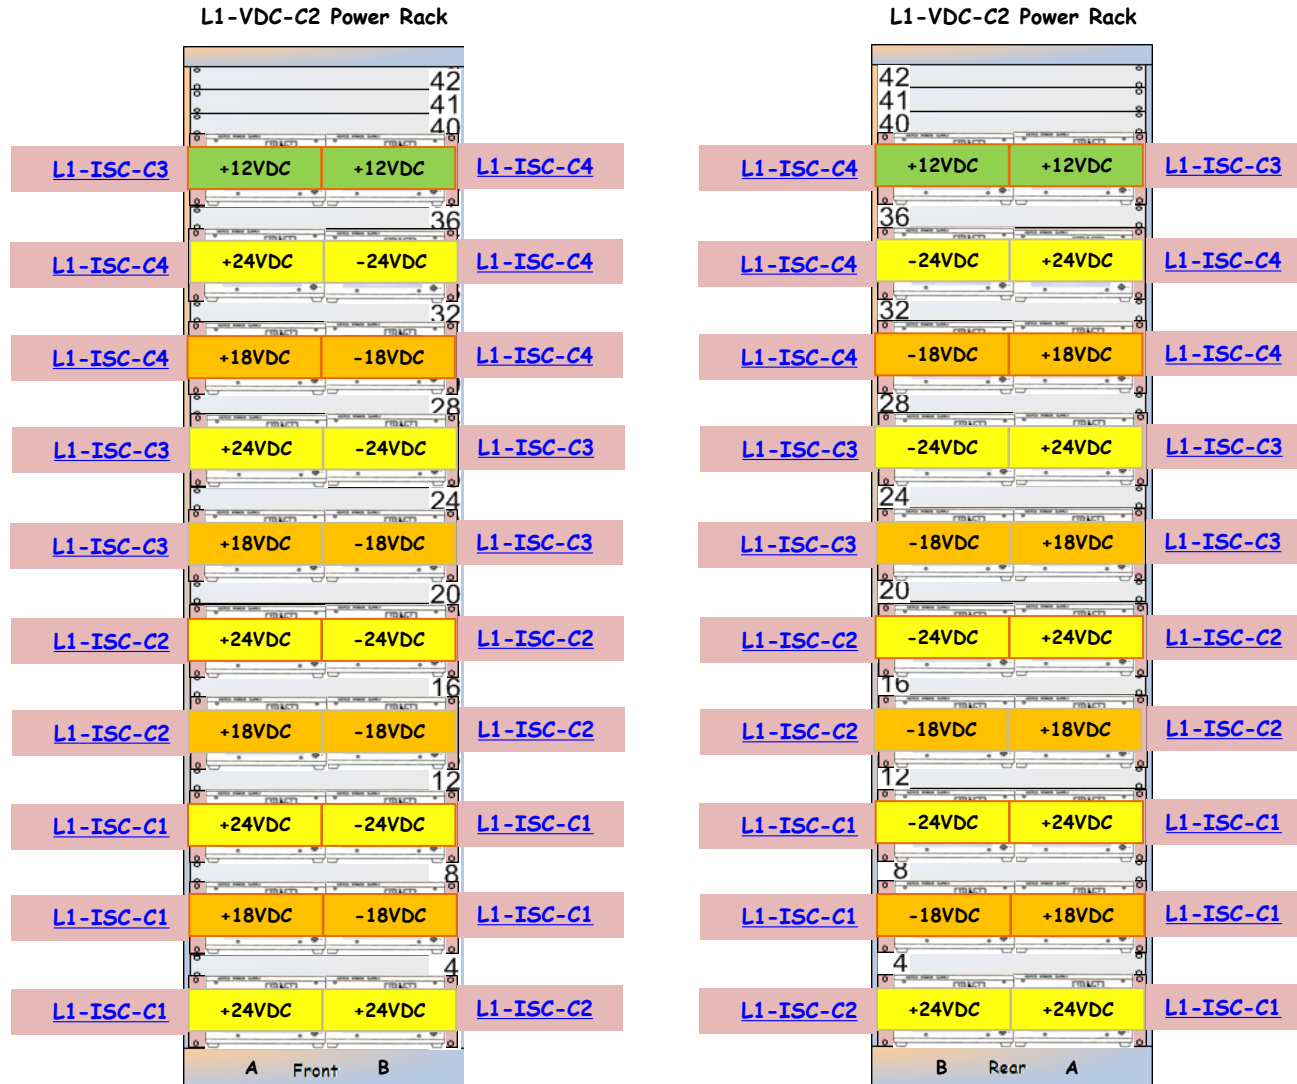 L1-VDC-C2 Power Rack L1-VDC-C2 Power Rack
42 42
41 41
40 40
L1-ISC-C3 +12VDC +12VDC L1-ISC-C4 L1-ISC-C4 +12VDC +12VDC L1-ISC-C3
36 36
L1-ISC-C4 +24VDC -24VDC L1-ISC-C4 L1-ISC-C4 -24VDC +24VDC L1-ISC-C4
32 32
L1-ISC-C4 +18VDC -18VDC L1-ISC-C4 L1-ISC-C4 -18VDC +18VDC L1-ISC-C4
28 28
L1-ISC-C3 +24VDC -24VDC L1-ISC-C3 L1-ISC-C3 -24VDC +24VDC L1-ISC-C3
24 24
L1-ISC-C3 +18VDC -18VDC L1-ISC-C3 L1-ISC-C3 -18VDC +18VDC L1-ISC-C3
20 20
L1-ISC-C2 +24VDC -24VDC L1-ISC-C2 L1-ISC-C2 -24VDC +24VDC L1-ISC-C2
16 16
L1-ISC-C2 +18VDC -18VDC L1-ISC-C2 L1-ISC-C2 -18VDC +18VDC L1-ISC-C2
12 12
L1-ISC-C1 +24VDC -24VDC L1-ISC-C1 L1-ISC-C1 -24VDC +24VDC L1-ISC-C1
8 8
L1-ISC-C1 +18VDC -18VDC L1-ISC-C1 L1-ISC-C1 -18VDC +18VDC L1-ISC-C1
4 4
L1-ISC-C1 +24VDC +24VDC L1-ISC-C2 L1-ISC-C2 +24VDC +24VDC L1-ISC-C1
A Front B B Rear A